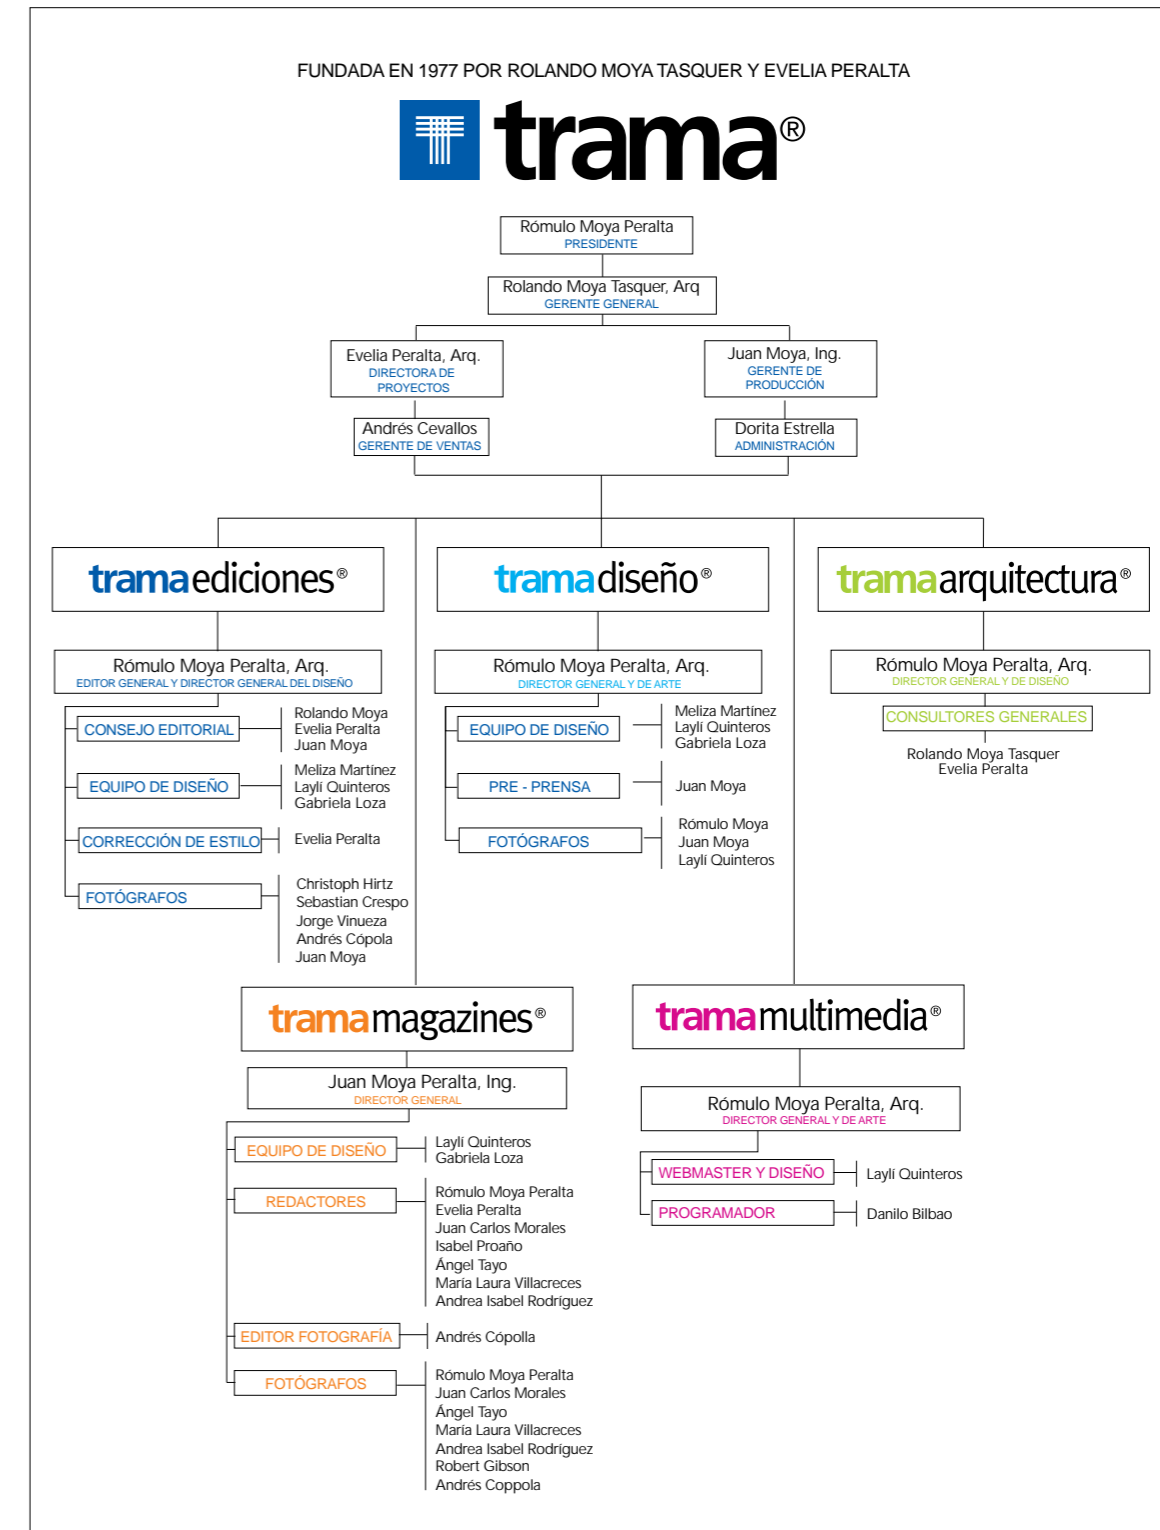 FUNDADA EN 1977 POR ROLANDO MOYA TASQUER Y EVELIA PERALTA
trama®
Rómulo Moya Peralta
PRESIDENTE
Rolando Moya Tasquer, Arq
GERENTE GENERAL
Evelia Peralta, Arq.
DIRECTORA DE
PROYECTOS
Juan Moya, Ing.
GERENTE DE
PRODUCCIÓN
Andrés Cevallos
GERENTE DE VENTAS
Dorita Estrella
ADMINISTRACIÓN
tramaediciones®
Rómulo Moya Peralta, Arq.
EDITOR GENERAL Y DIRECTOR GENERAL DEL DISEÑO
CONSEJO EDITORIAL
Rolando Moya
Evelia Peralta
Juan Moya
EQUIPO DE DISEÑO
Meliza Martínez
Laylí Quinteros
Gabriela Loza
CORRECCIÓN DE ESTILO
Evelia Peralta
FOTÓGRAFOS
Christoph Hirtz
Sebastian Crespo
Jorge Vinueza
Andrés Cópola
Juan Moya
tramadiseño®
Rómulo Moya Peralta, Arq.
DIRECTOR GENERAL Y DE ARTE
EQUIPO DE DISEÑO
Meliza Martínez
Laylí Quinteros
Gabriela Loza
PRE - PRENSA
Juan Moya
FOTÓGRAFOS
Rómulo Moya
Juan Moya
Laylí Quinteros
tramaarquitectura®
Rómulo Moya Peralta, Arq.
DIRECTOR GENERAL Y DE DISEÑO
CONSULTORES GENERALES
Rolando Moya Tasquer
Evelia Peralta
tramamagazines®
Juan Moya Peralta, Ing.
DIRECTOR GENERAL
EQUIPO DE DISEÑO
Laylí Quinteros
Gabriela Loza
REDACTORES
Rómulo Moya Peralta
Evelia Peralta
Juan Carlos Morales
Isabel Proaño
Ángel Tayo
María Laura Villacreces
Andrea Isabel Rodríguez
EDITOR FOTOGRAFÍA
Andrés Cópolla
FOTÓGRAFOS
Rómulo Moya Peralta
Juan Carlos Morales
Ángel Tayo
María Laura Villacreces
Andrea Isabel Rodríguez
Robert Gibson
Andrés Coppola
tramamultimedia®
Rómulo Moya Peralta, Arq.
DIRECTOR GENERAL Y DE ARTE
WEBMASTER Y DISEÑO
Laylí Quinteros
PROGRAMADOR
Danilo Bilbao